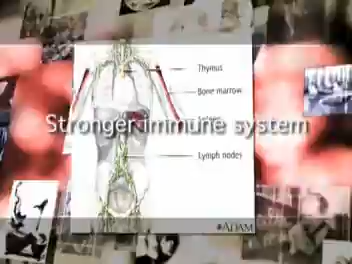 Thymus
Bone marrow
Stronger immune system
Lymph nodes
ADAM